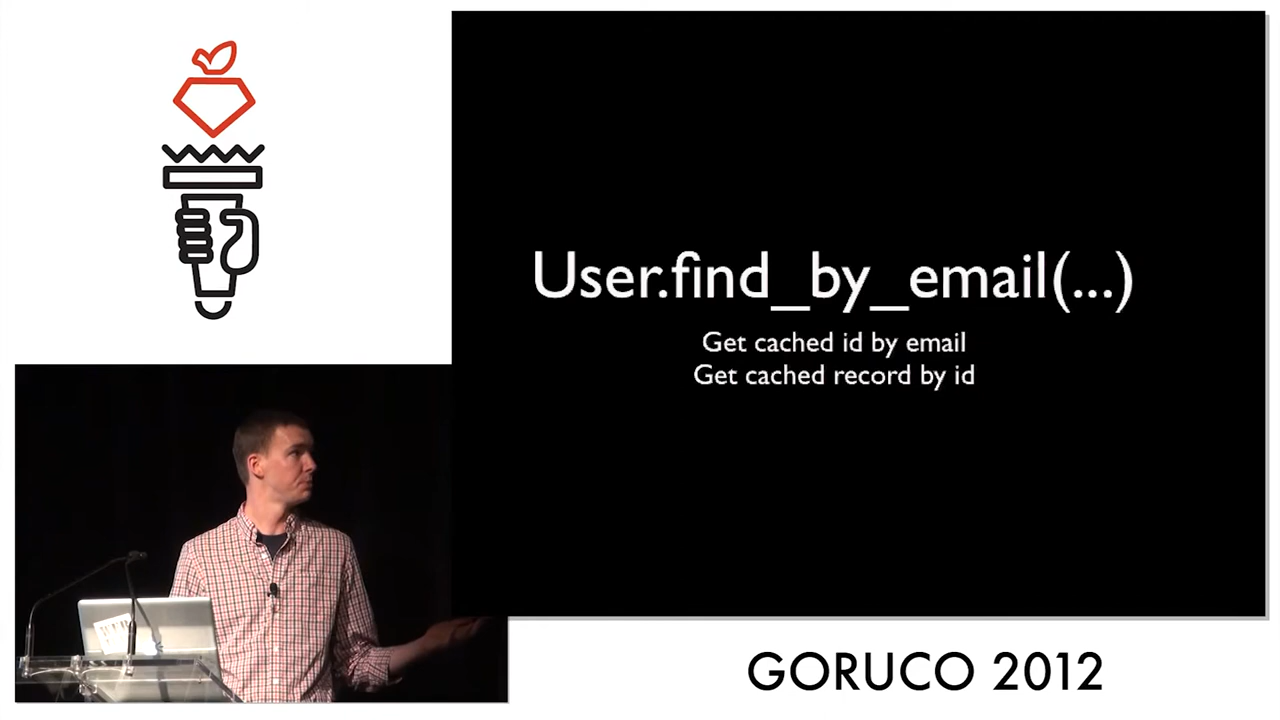 User.find_by_email(...)
Get cached id by email
Get cached record by id
GORUCO 2012